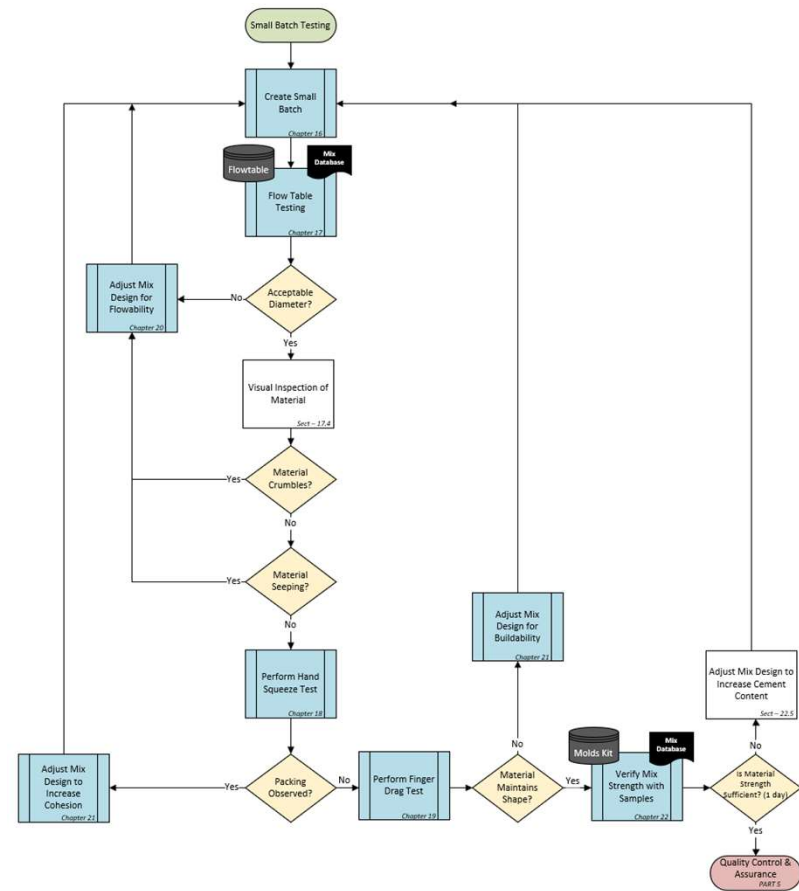 Small Batch Testing
Create Small
Batch
Chapter 16
Flowtable
Mix
Database
Flow Table
Testing
Chapter 17
Adjust Mix
Design for
Flowability
Chapter 20
No
Acceptable
Diameter?
Yes
Visual Inspection of
Material
Sect – 17.4
Yes
Material
Crumbles?
No
Yes
Material
Seeping?
No
Adjust Mix
Design for
Buildability
Chapter 21
Perform Hand
Squeeze Test
Chapter 18
Adjust Mix Design to
Increase Cement
Content
Sect – 22.5
No
No
Adjust Mix
Design to
Increase
Cohesion
Chapter 21
Yes
Packing
Observed?
No
Perform Finger
Drag Test
Chapter 19
Material
Maintains
Shape?
Yes
Molds Kit
Mix
Database
Verify Mix
Strength with
Samples
Chapter 22
Is Material
Strength
Sufficient? (1 day)
Yes
Quality Control &
Assurance
PART 5